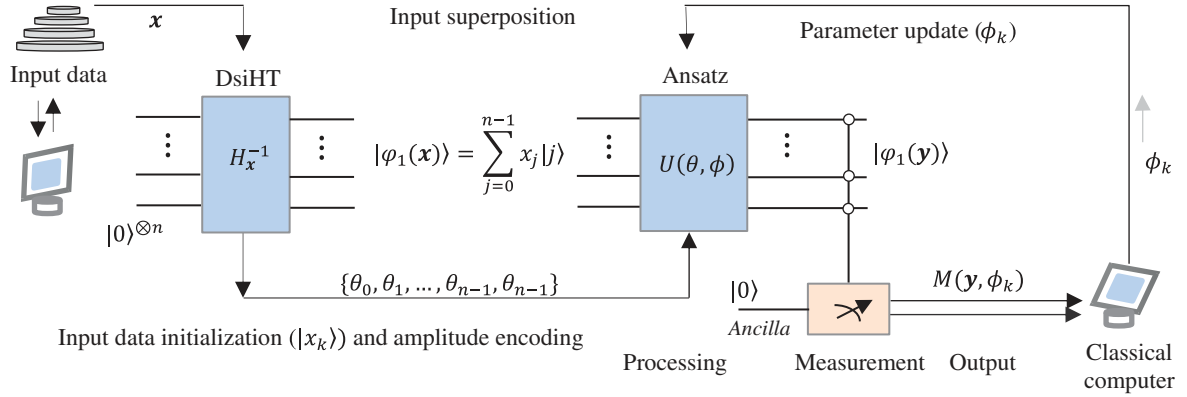 x
Input superposition
Parameter update (ϕ_k)
Input data
DsiHT
Ansatz
H_x^{-1}
|φ_1(x)⟩ = ∑_{j=0}^{n−1} x_j|j⟩
U(θ, ϕ)
|φ_1(y)⟩
ϕ_k
|0⟩^{⊗n}
{θ_0, θ_1, …, θ_{n−1}, θ_{n−1}}
|0⟩
M(y, ϕ_k)
Ancilla
Input data initialization (|x_k⟩) and amplitude encoding
Processing
Measurement
Output
Classical
computer